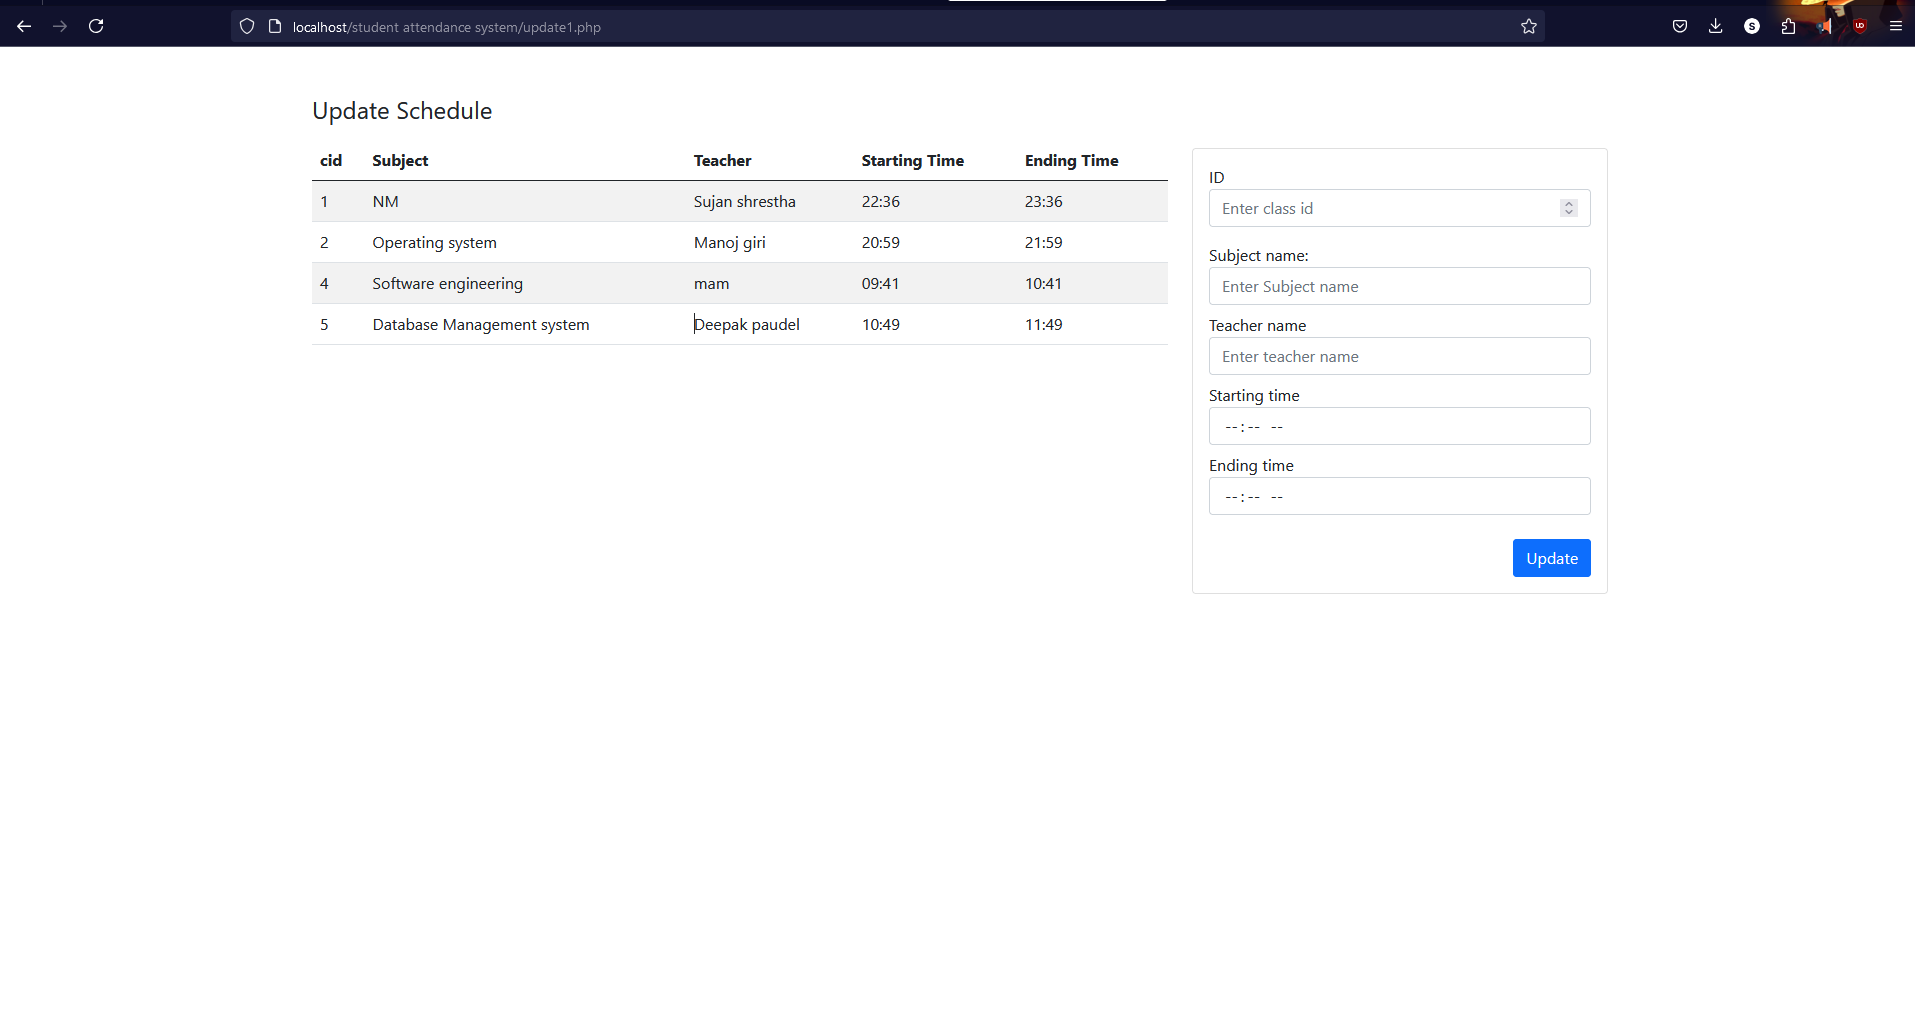 localhost/student attendance system/update1.php
Update Schedule
cid Subject Teacher Starting Time Ending Time
1 NM Sujan shrestha 22:36 23:36
2 Operating system Manoj giri 20:59 21:59
4 Software engineering mam 09:41 10:41
5 Database Management system Deepak paudel 10:49 11:49
ID
Enter class id
Subject name:
Enter Subject name
Teacher name
Enter teacher name
Starting time
--:-- --
Ending time
--:-- --
Update